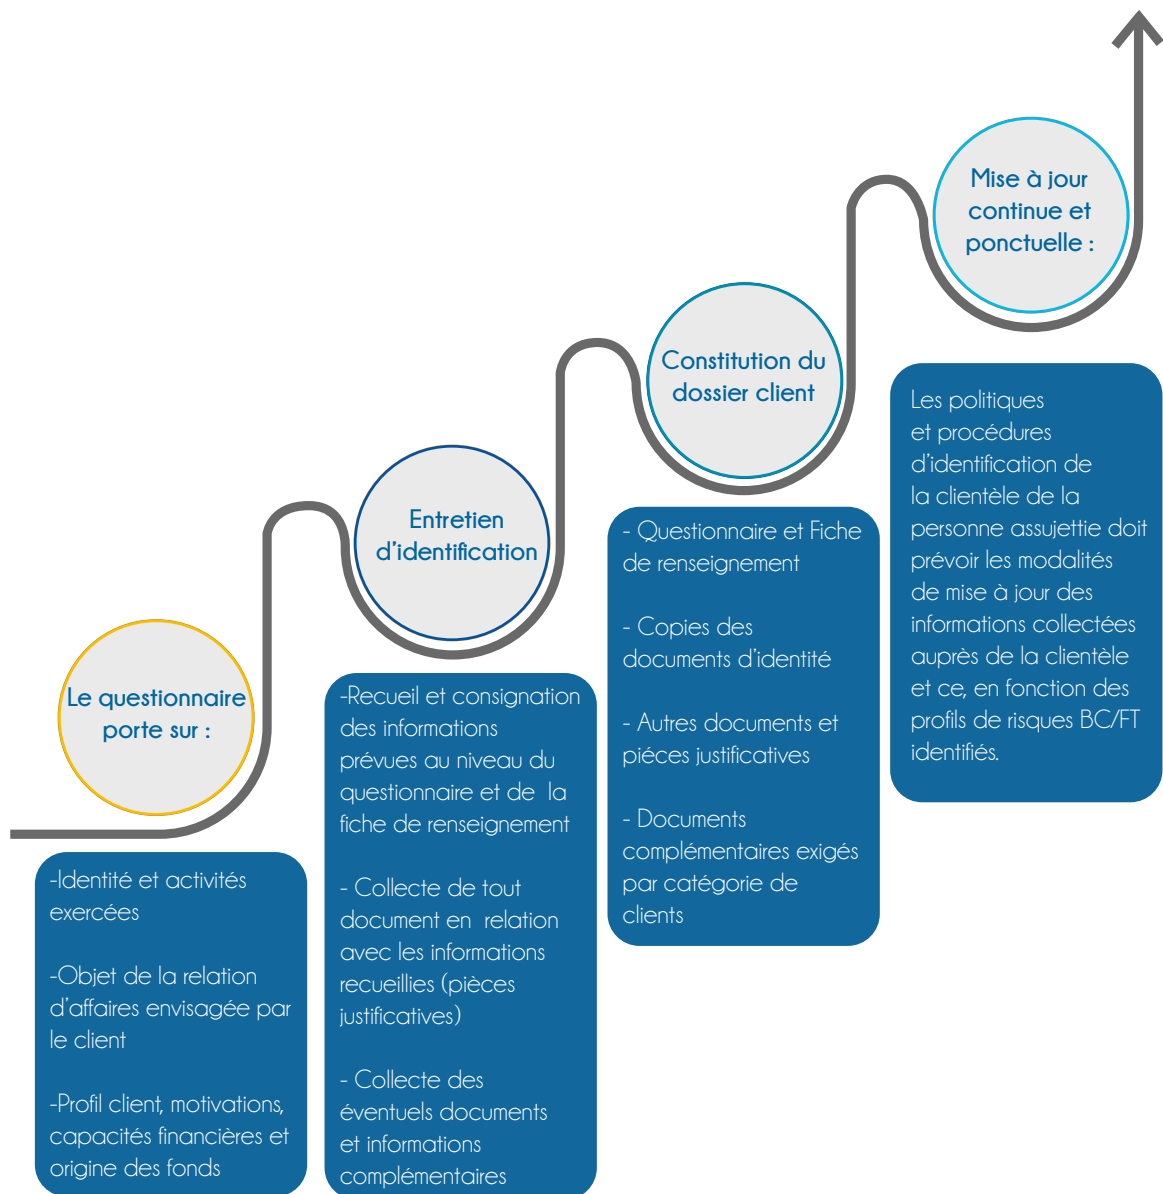 Le questionnaire
porte sur :
-Identité et activités
exercées
-Objet de la relation
d'affaires envisagée par
le client
-Profil client, motivations,
capacités financières et
origine des fonds
Entretien
d'identification
-Recueil et consignation
des informations
prévues au niveau du
questionnaire et de la
fiche de renseignement
- Collecte de tout
document en relation
avec les informations
recueillies (pièces
justificatives)
- Collecte des
éventuels documents
et informations
complémentaires
Constitution du
dossier client
- Questionnaire et Fiche
de renseignement
- Copies des
documents d'identité
- Autres documents et
piéces justificatives
- Documents
complémentaires exigés
par catégorie de
clients
Mise à jour
continue et
ponctuelle :
Les politiques
et procédures
d'identification de
la clientèle de la
personne assujettie doit
prévoir les modalités
de mise à jour des
informations collectées
auprès de la clientèle
et ce, en fonction des
profils de risques BC/FT
identifiés.